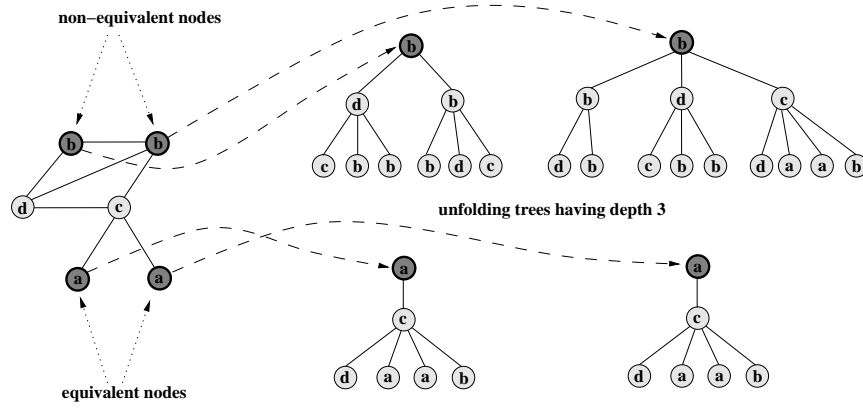 non−equivalent nodes
b b
b b
d b b d c
c b b b d c d b c b b d a a b
d c
unfolding trees having depth 3
a a a a
c c
d a a b d a a b
equivalent nodes